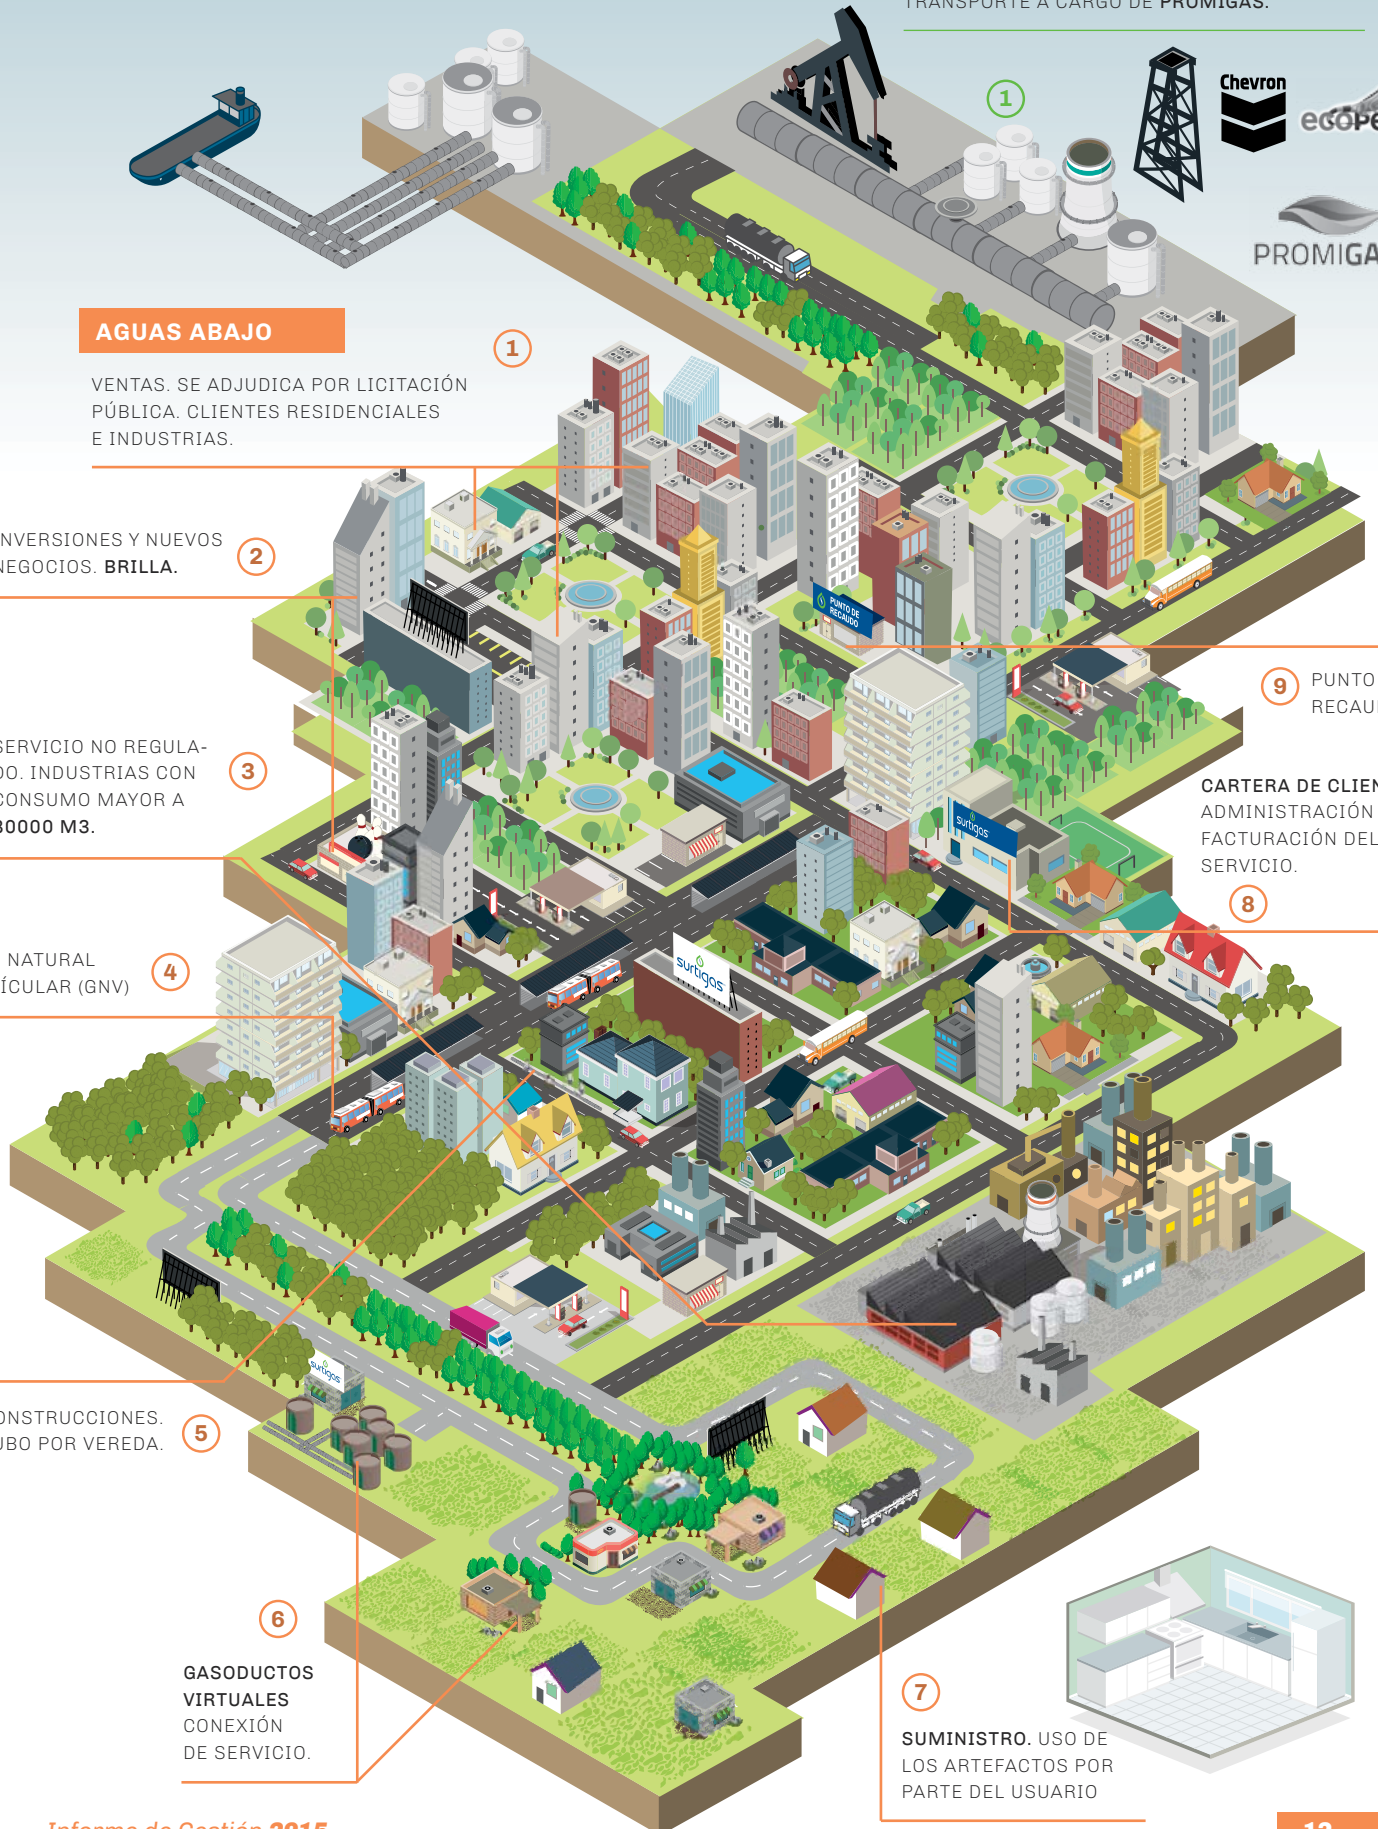 TRANSPORTE A CARGO DE PROMIGAS.
1
Chevron
PROMIGA
AGUAS ABAJO
1
VENTAS. SE ADJUDICA POR LICITACIÓN
PÚBLICA. CLIENTES RESIDENCIALES
E INDUSTRIAS.
NVERSIONES Y NUEVOS
NEGOCIOS. BRILLA.
2
PUNTO DE
RECAUDO
9
PUNTO
RECAU
SERVICIO NO REGULA-
DO. INDUSTRIAS CON
CONSUMO MAYOR A
30000 M3.
3
CARTERA DE CLIEN
ADMINISTRACIÓN
FACTURACIÓN DEL
SERVICIO.
8
surtigas
NATURAL
ÍCULAR (GNV)
4
surtigas
surtigas
ONSTRUCCIONES.
UBO POR VEREDA.
5
6
GASODUCTOS
VIRTUALES
CONEXIÓN
DE SERVICIO.
7
SUMINISTRO. USO DE
LOS ARTEFACTOS POR
PARTE DEL USUARIO
Informe de Gestión 2015